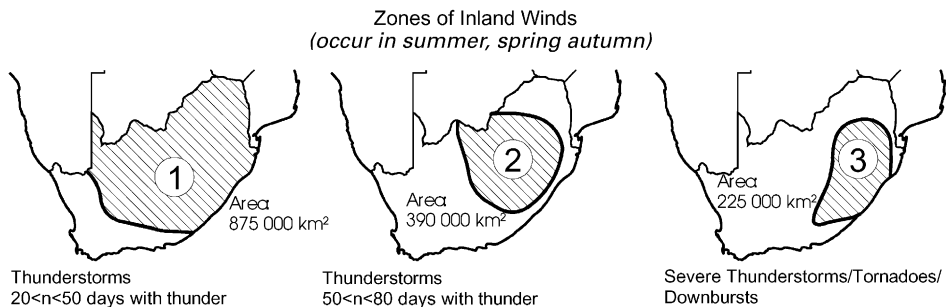 Zones of Inland Winds
(occur in summer, spring autumn)
1
Area:
875 000 km²
Thunderstorms
20<n<50 days with thunder
2
Area:
390 000 km²
Thunderstorms
50<n<80 days with thunder
3
Area:
225 000 km²
Severe Thunderstorms/Tornadoes/
Downbursts